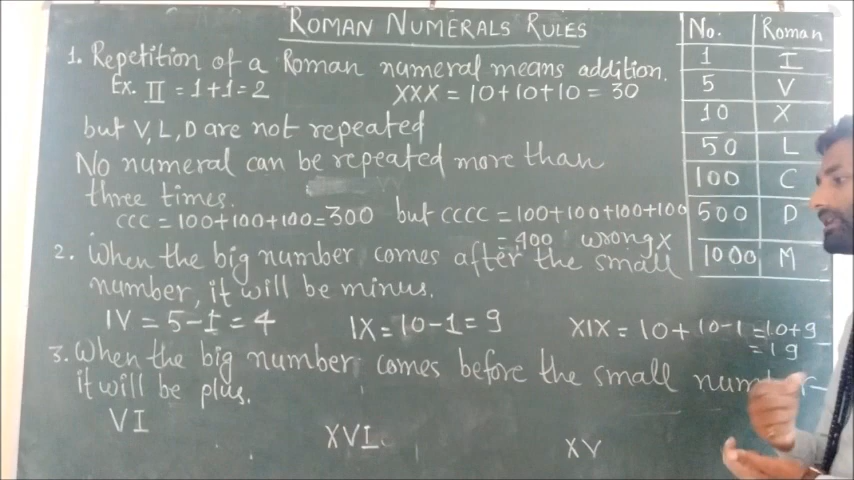 ROMAN NUMERALS RULES
1. Repetition of a Roman numeral means addition.
Ex. II = 1+1=2 XXX = 10+10+10 = 30
but V, L, D are not repeated
No numeral can be repeated more than
three times.
CCC = 100+100+100=300 but CCCC = 100+100+100+100
= 400 wrong x
2. When the big number comes after the small
number, it will be minus.
IV = 5-1 = 4 IX = 10-1 = 9 XIX = 10+10-1 = 10+9
= 19
3. When the big number comes before the small number
it will be plus.
VI XVI XV
No. Roman
1 I
5 V
10 X
50 L
100 C
500 D
1000 M